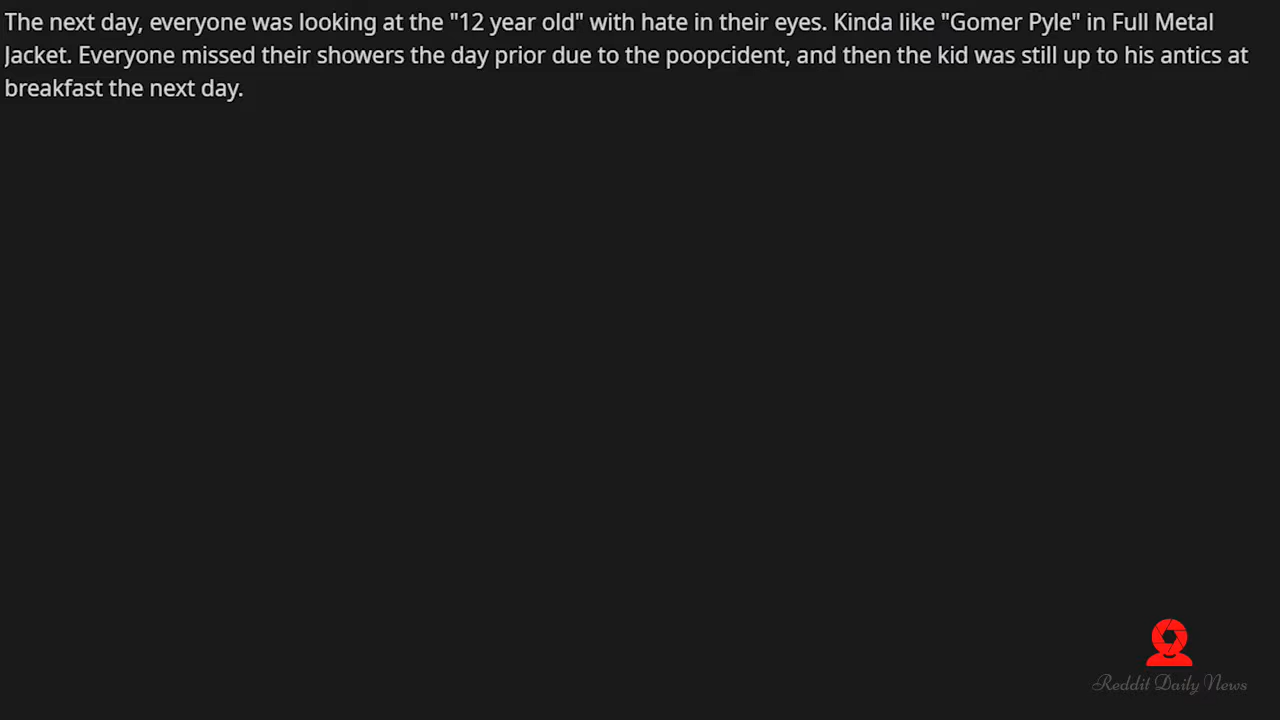 The next day, everyone was looking at the "12 year old" with hate in their eyes. Kinda like "Gomer Pyle" in Full Metal
Jacket. Everyone missed their showers the day prior due to the poopcident, and then the kid was still up to his antics at
breakfast the next day.
Reddit Daily News